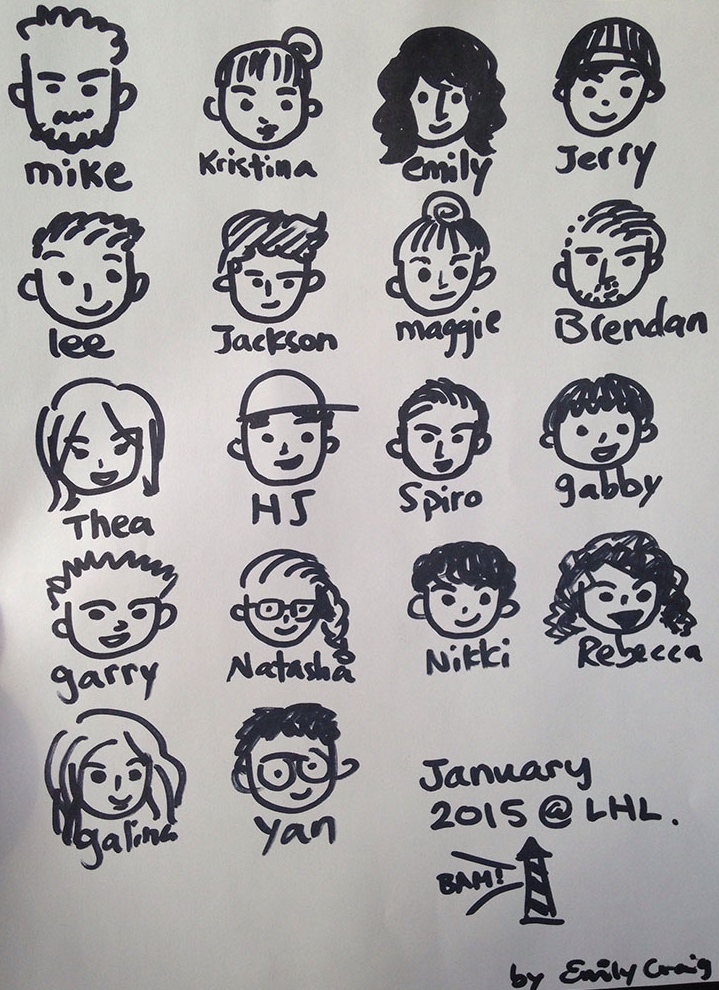 mike
Kristina
emily
Jerry
lee
Jackson
maggie
Brendan
Thea
HJ
Spiro
gabby
garry
Natasha
Nikki
Rebecca
galina
Yan
January
2015 @ LHL.
BAM!
by Emily Craig